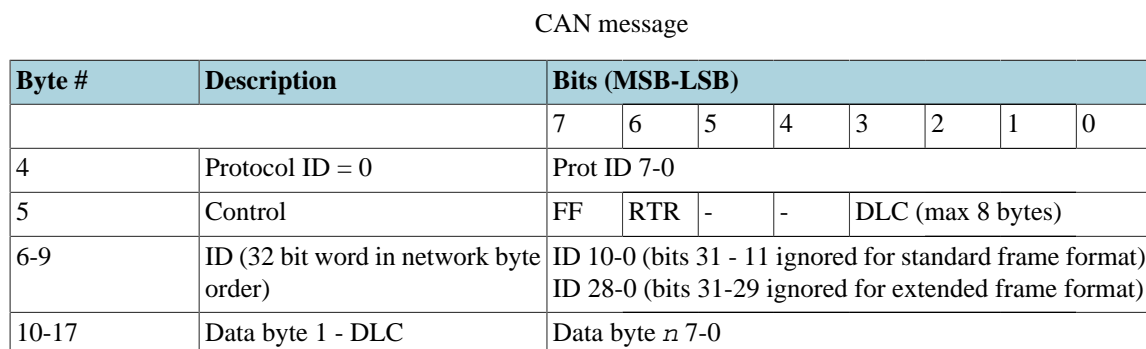 CAN message
Byte # Description Bits (MSB-LSB)
7 6 5 4 3 2 1 0
4 Protocol ID = 0 Prot ID 7-0
5 Control FF RTR - - DLC (max 8 bytes)
6-9 ID (32 bit word in network byte order) ID 10-0 (bits 31 - 11 ignored for standard frame format)
ID 28-0 (bits 31-29 ignored for extended frame format)
10-17 Data byte 1 - DLC Data byte n 7-0